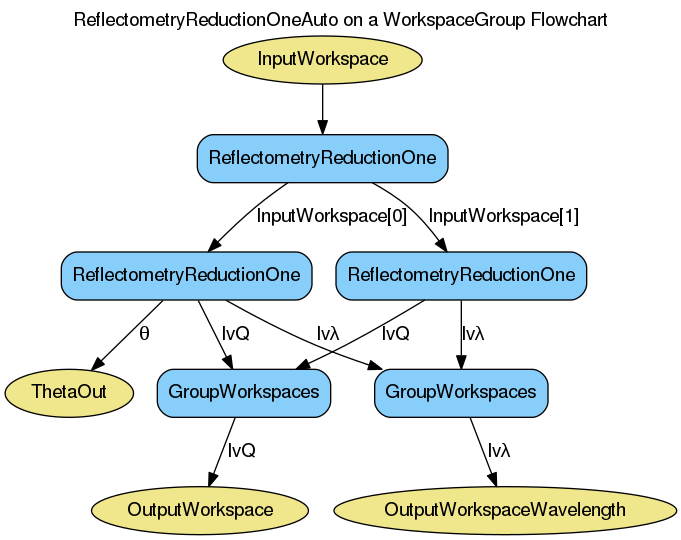 ReflectometryReductionOneAuto on a WorkspaceGroup Flowchart
InputWorkspace
ReflectometryReductionOne
InputWorkspace[0]
InputWorkspace[1]
ReflectometryReductionOne
ReflectometryReductionOne
θ
IvQ
Ivλ
IvQ
Ivλ
ThetaOut
GroupWorkspaces
GroupWorkspaces
IvQ
Ivλ
OutputWorkspace
OutputWorkspaceWavelength